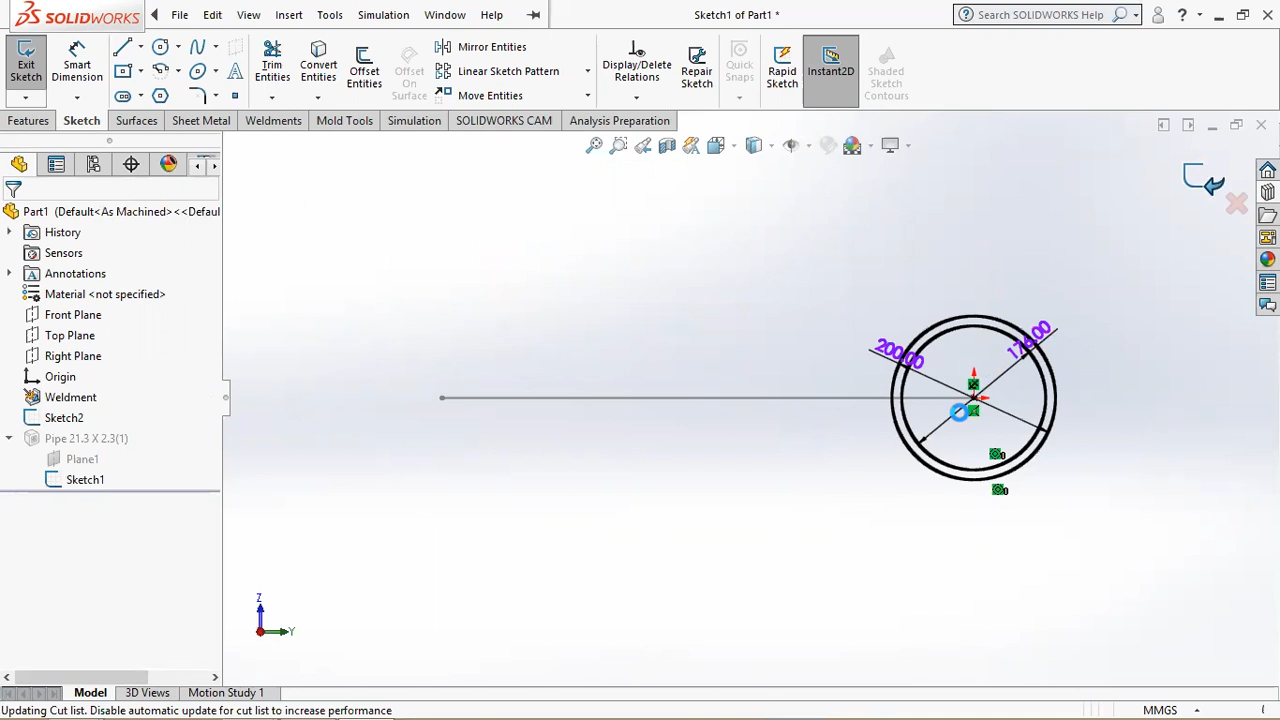 SOLIDWORKS File Edit View Insert Tools Simulation Window Help Sketch1 of Part1 * Search SOLIDWORKS Help ?
Exit Sketch Smart Dimension Trim Entities Convert Entities Offset Entities Offset On Surface Mirror Entities Linear Sketch Pattern Move Entities Display/Delete Relations Repair Sketch Quick Snaps Rapid Sketch Instant2D Shaded Sketch Contours
Features Sketch Surfaces Sheet Metal Weldments Mold Tools Simulation SOLIDWORKS CAM Analysis Preparation
Part1 (Default<As Machined><<Defaul
History
Sensors
Annotations
Material <not specified>
Front Plane
Top Plane
Right Plane
Origin
Weldment
Sketch2
Pipe 21.3 X 2.3(1)
Plane1
Sketch1
200.00
176.00
0
0
Z
Y
Model 3D Views Motion Study 1
Updating Cut list. Disable automatic update for cut list to increase performance MMGS